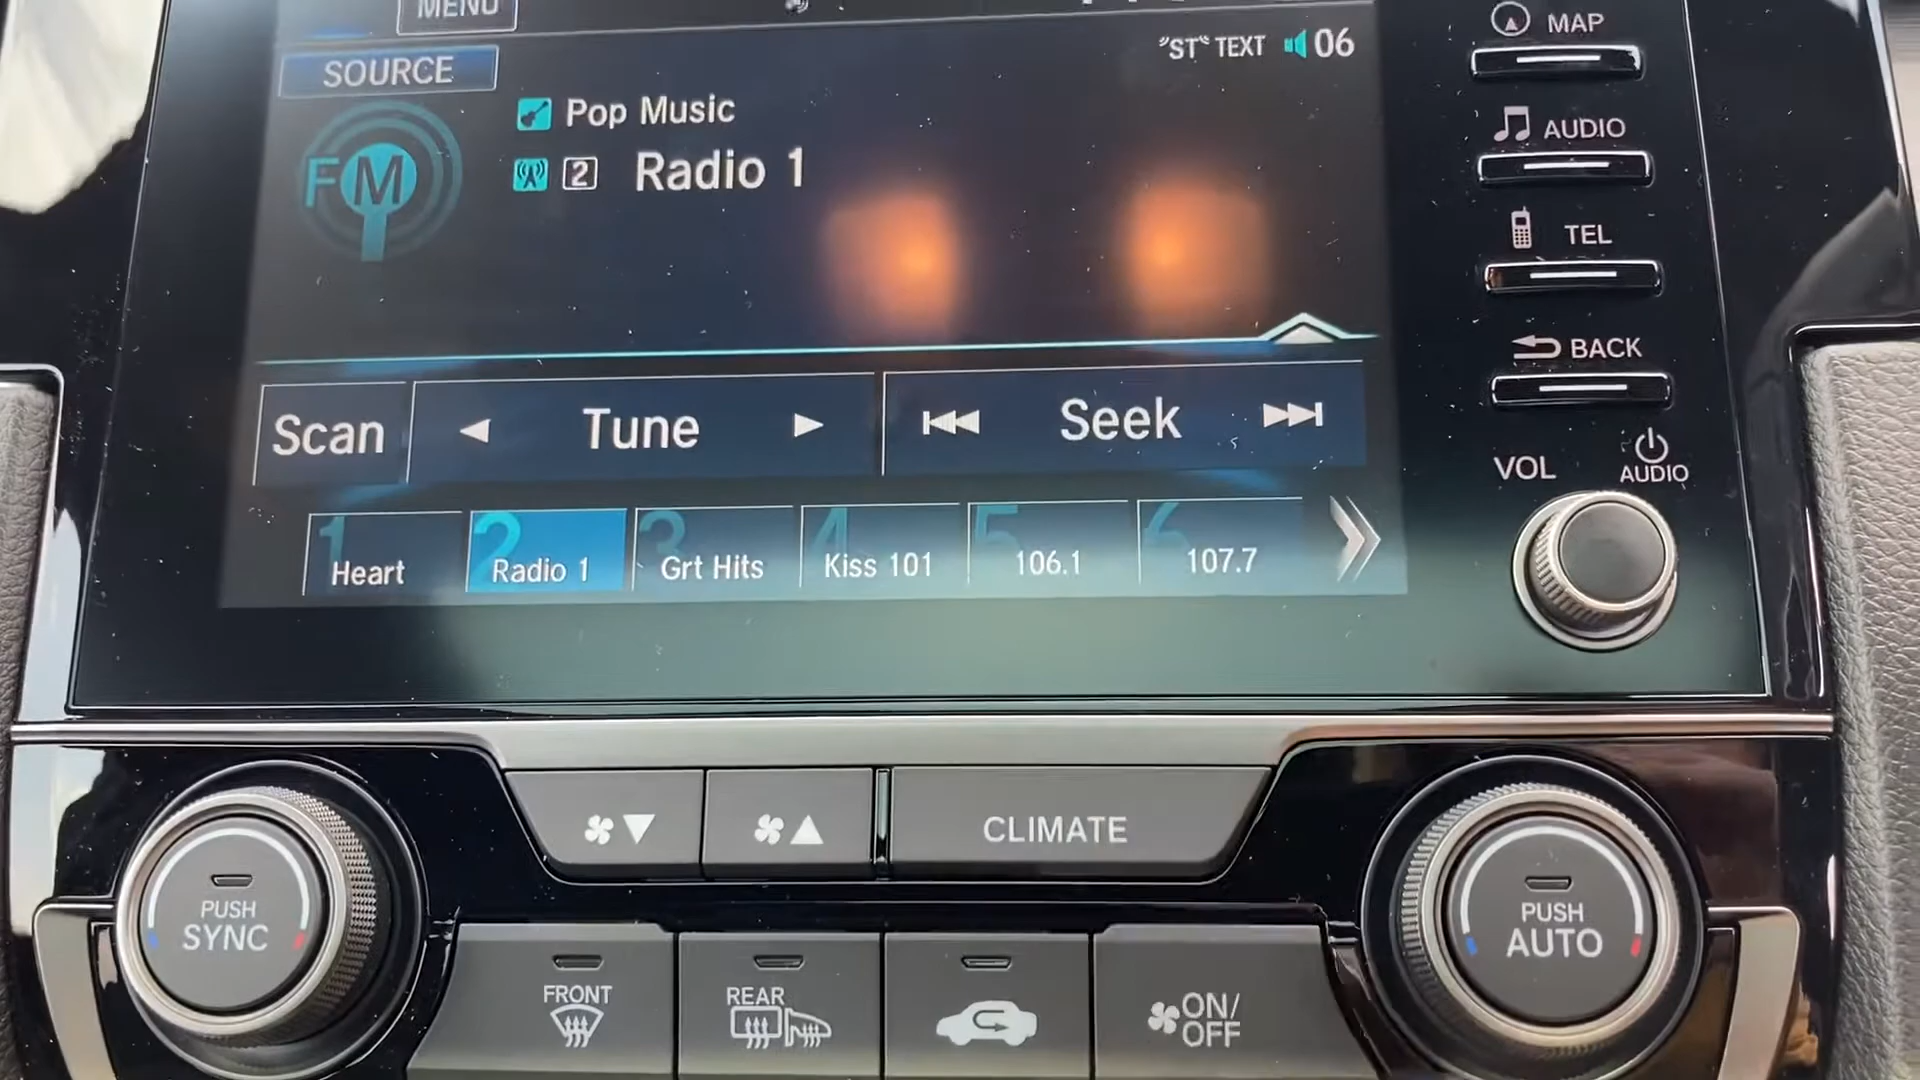 MENU
SOURCE
"ST" TEXT 06
FM
Pop Music
2 Radio 1
Scan
Tune
Seek
1 Heart
2 Radio 1
3 Grt Hits
4 Kiss 101
5 106.1
6 107.7
MAP
AUDIO
TEL
BACK
VOL
AUDIO
CLIMATE
PUSH
SYNC
PUSH
AUTO
FRONT
REAR
ON/
OFF